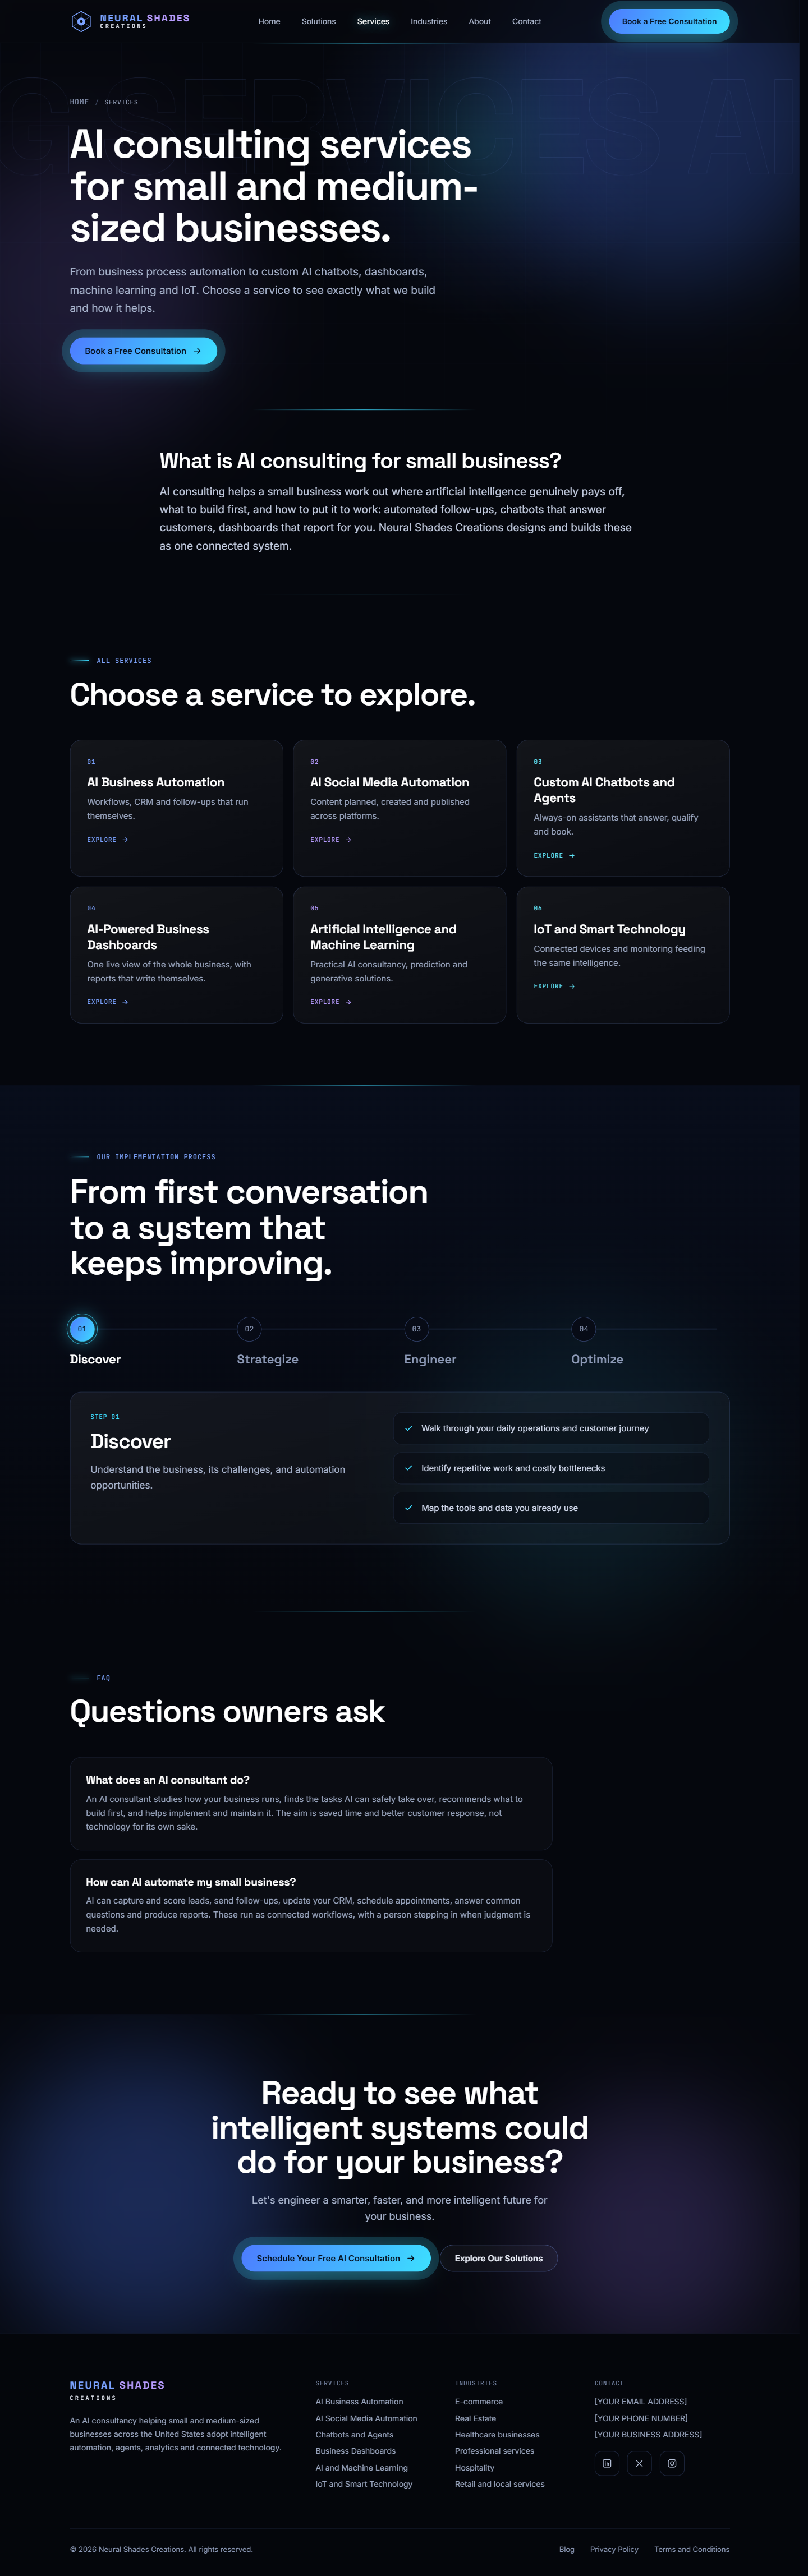 NEURAL SHADES
CREATIONS
Home
Solutions
Services
Industries
About
Contact
Book a Free Consultation
G SERVICES AI
HOME / SERVICES
AI consulting services
for small and medium-
sized businesses.
From business process automation to custom AI chatbots, dashboards,
machine learning and IoT. Choose a service to see exactly what we build
and how it helps.
Book a Free Consultation →
What is AI consulting for small business?
AI consulting helps a small business work out where artificial intelligence genuinely pays off,
what to build first, and how to put it to work: automated follow-ups, chatbots that answer
customers, dashboards that report for you. Neural Shades Creations designs and builds these
as one connected system.
ALL SERVICES
Choose a service to explore.
01
AI Business Automation
Workflows, CRM and follow-ups that run
themselves.
EXPLORE →
02
AI Social Media Automation
Content planned, created and published
across platforms.
EXPLORE →
03
Custom AI Chatbots and
Agents
Always-on assistants that answer, qualify
and book.
EXPLORE →
04
AI-Powered Business
Dashboards
One live view of the whole business, with
reports that write themselves.
EXPLORE →
05
Artificial Intelligence and
Machine Learning
Practical AI consultancy, prediction and
generative solutions.
EXPLORE →
06
IoT and Smart Technology
Connected devices and monitoring feeding
the same intelligence.
EXPLORE →
OUR IMPLEMENTATION PROCESS
From first conversation
to a system that
keeps improving.
01
Discover
02
Strategize
03
Engineer
04
Optimize
STEP 01
Discover
Understand the business, its challenges, and automation
opportunities.
Walk through your daily operations and customer journey
Identify repetitive work and costly bottlenecks
Map the tools and data you already use
FAQ
Questions owners ask
What does an AI consultant do?
An AI consultant studies how your business runs, finds the tasks AI can safely take over, recommends what to
build first, and helps implement and maintain it. The aim is saved time and better customer response, not
technology for its own sake.
How can AI automate my small business?
AI can capture and score leads, send follow-ups, update your CRM, schedule appointments, answer common
questions and produce reports. These run as connected workflows, with a person stepping in when judgment is
needed.
Ready to see what
intelligent systems could
do for your business?
Let's engineer a smarter, faster, and more intelligent future for
your business.
Schedule Your Free AI Consultation →
Explore Our Solutions
NEURAL SHADES
CREATIONS
An AI consultancy helping small and medium-sized
businesses across the United States adopt intelligent
automation, agents, analytics and connected technology.
SERVICES
AI Business Automation
AI Social Media Automation
Chatbots and Agents
Business Dashboards
AI and Machine Learning
IoT and Smart Technology
INDUSTRIES
E-commerce
Real Estate
Healthcare businesses
Professional services
Hospitality
Retail and local services
CONTACT
[YOUR EMAIL ADDRESS]
[YOUR PHONE NUMBER]
[YOUR BUSINESS ADDRESS]
© 2026 Neural Shades Creations. All rights reserved.
Blog
Privacy Policy
Terms and Conditions